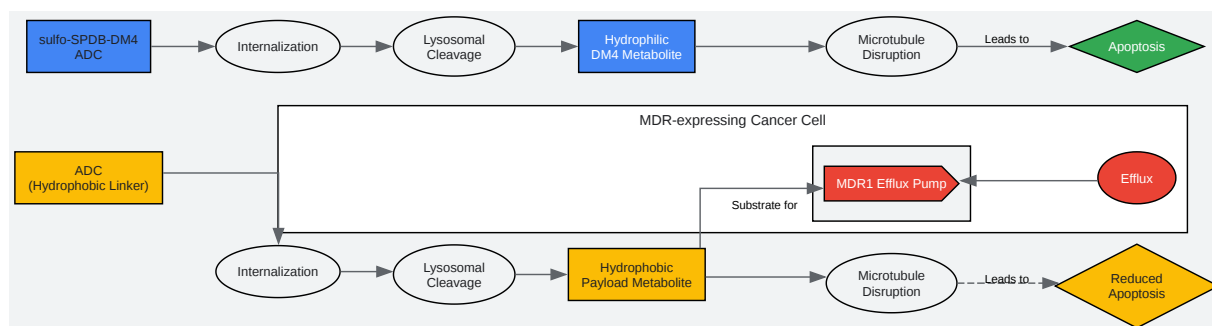 sulfo-SPDB-DM4
ADC
Internalization
Lysosomal
Cleavage
Hydrophilic
DM4 Metabolite
Microtubule
Disruption
Leads to
Apoptosis
MDR-expressing Cancer Cell
ADC
(Hydrophobic Linker)
MDR1 Efflux Pump
Efflux
Substrate for
Internalization
Lysosomal
Cleavage
Hydrophobic
Payload Metabolite
Microtubule
Disruption
Leads to
Reduced
Apoptosis